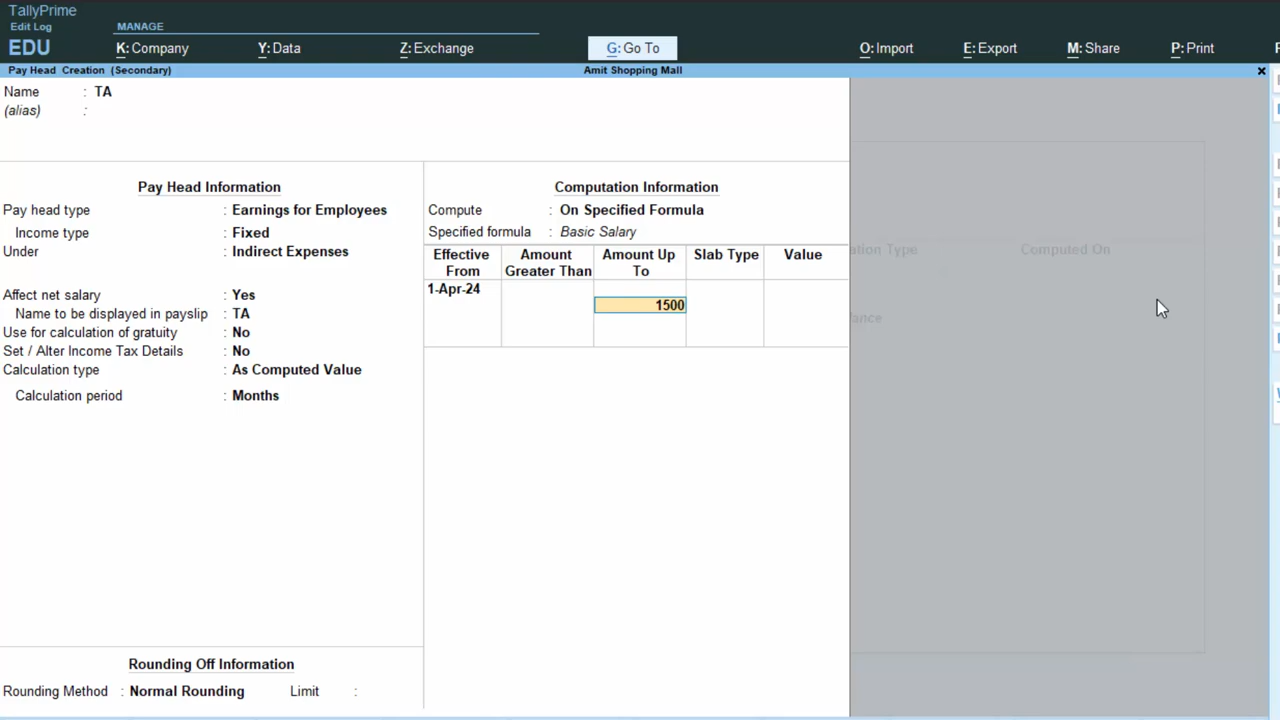 TallyPrime
Edit Log
MANAGE
EDU
K: Company
Y: Data
Z: Exchange
G: Go To
O: Import
E: Export
M: Share
P: Print
Pay Head Creation (Secondary)
Amit Shopping Mall
Name : TA
(alias) :
Pay Head Information
Pay head type : Earnings for Employees
Income type : Fixed
Under : Indirect Expenses
Affect net salary : Yes
Name to be displayed in payslip : TA
Use for calculation of gratuity : No
Set / Alter Income Tax Details : No
Calculation type : As Computed Value
Calculation period : Months
Computation Information
Compute : On Specified Formula
Specified formula : Basic Salary
Effective From
Amount Greater Than
Amount Up To
Slab Type
Value
1-Apr-24
1500
Computed On
Rounding Off Information
Rounding Method : Normal Rounding Limit :